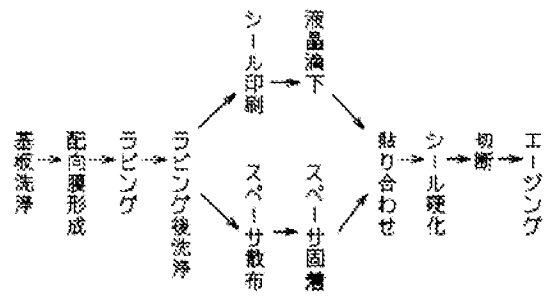 基板洗浄
配向膜形成
ラビング
ラビング後洗浄
シール印刷
液晶滴下
スペーサ散布
スペーサ固着
貼り合わせ
シール硬化
切断
エージング